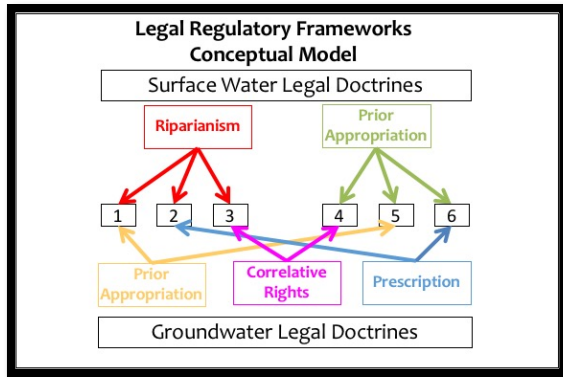 Legal Regulatory Frameworks
Conceptual Model
Surface Water Legal Doctrines
Riparianism
Prior
Appropriation
1 2 3 4 5 6
Prior
Appropriation
Correlative
Rights
Prescription
Groundwater Legal Doctrines